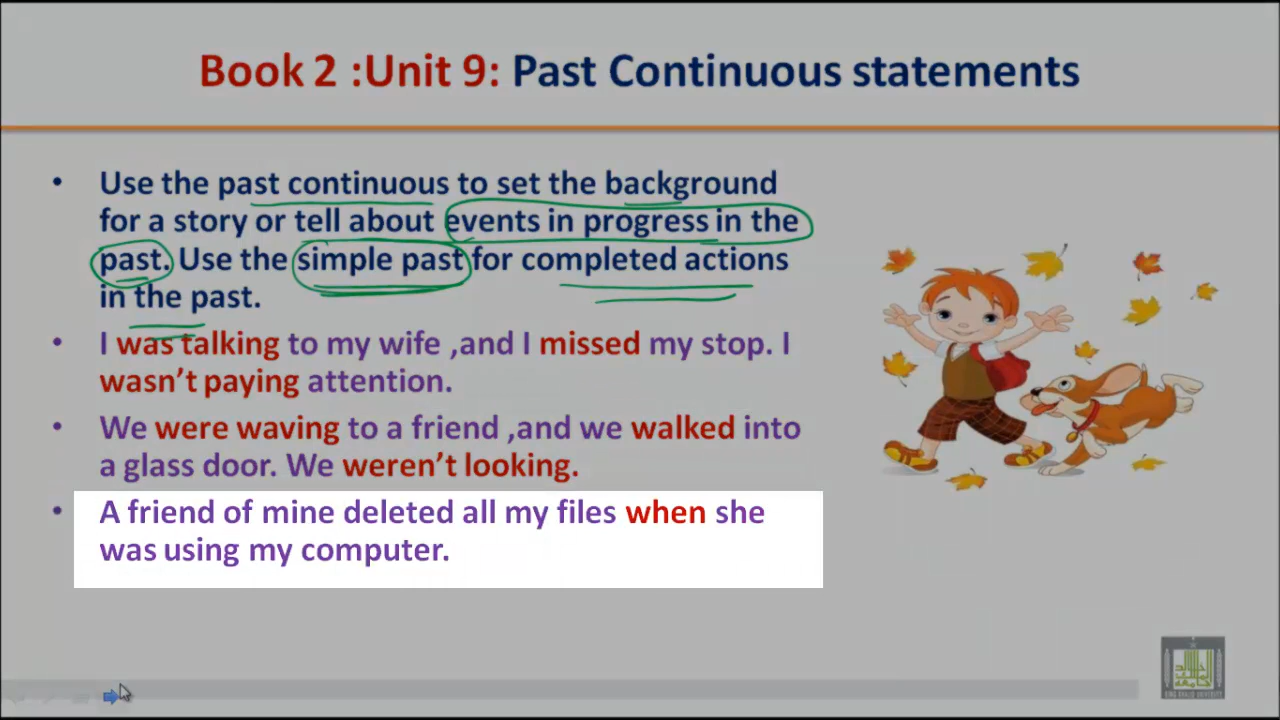 Book 2 :Unit 9: Past Continuous statements
• Use the past continuous to set the background
for a story or tell about events in progress in the
past. Use the simple past for completed actions
in the past.
• I was talking to my wife ,and I missed my stop. I
wasn't paying attention.
• We were waving to a friend ,and we walked into
a glass door. We weren't looking.
• A friend of mine deleted all my files when she
was using my computer.
KING KHALID UNIVERSITY